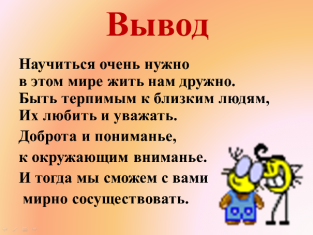 Вывод
Научиться очень нужно
в этом мире жить нам дружно.
Быть терпимым к близким людям,
Их любить и уважать.
Доброта и пониманье,
к окружающим вниманье.
И тогда мы сможем с вами
мирно сосуществовать.